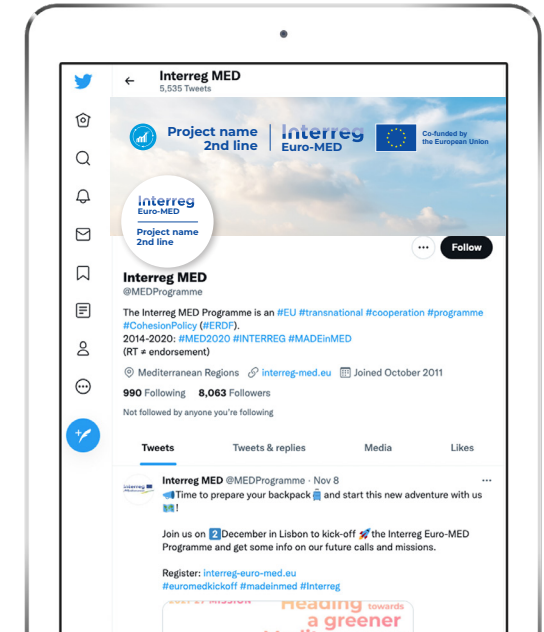 Interreg MED
5,535 Tweets
Project name
2nd line
Interreg
Euro-MED
Co-funded by
the European Union
Interreg
Euro-MED
Project name
2nd line
Follow
Interreg MED
@MEDProgramme
The Interreg MED Programme is an #EU #transnational #cooperation #programme
#CohesionPolicy (#ERDF).
2014-2020: #MED2020 #INTERREG #MADEinMED
(RT ≠ endorsement)
Mediterranean Regions interreg-med.eu Joined October 2011
990 Following 8,063 Followers
Not followed by anyone you're following
Tweets Tweets & replies Media Likes
Interreg MED @MEDProgramme · Nov 8
Time to prepare your backpack and start this new adventure with us
!
Join us on 2 December in Lisbon to kick-off 🚀 the Interreg Euro-MED
Programme and get some info on our future calls and missions.
Register: interreg-euro-med.eu
#euromedkickoff #madeinmed #Interreg
Heading towards
a greener